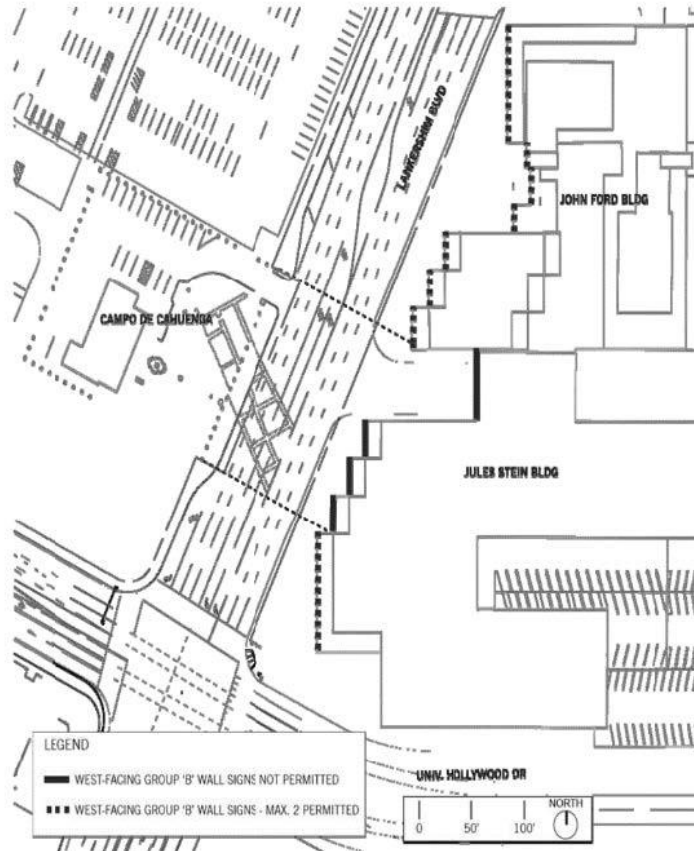 LANKERSHIM BLVD
JOHN FORD BLDG
CAMPO DE CAHUENGA
JULES STEIN BLDG
LEGEND
WEST-FACING GROUP 'B' WALL SIGNS NOT PERMITTED
WEST-FACING GROUP 'B' WALL SIGNS - MAX. 2 PERMITTED
UNIV. HOLLYWOOD DR
NORTH
0 50' 100'